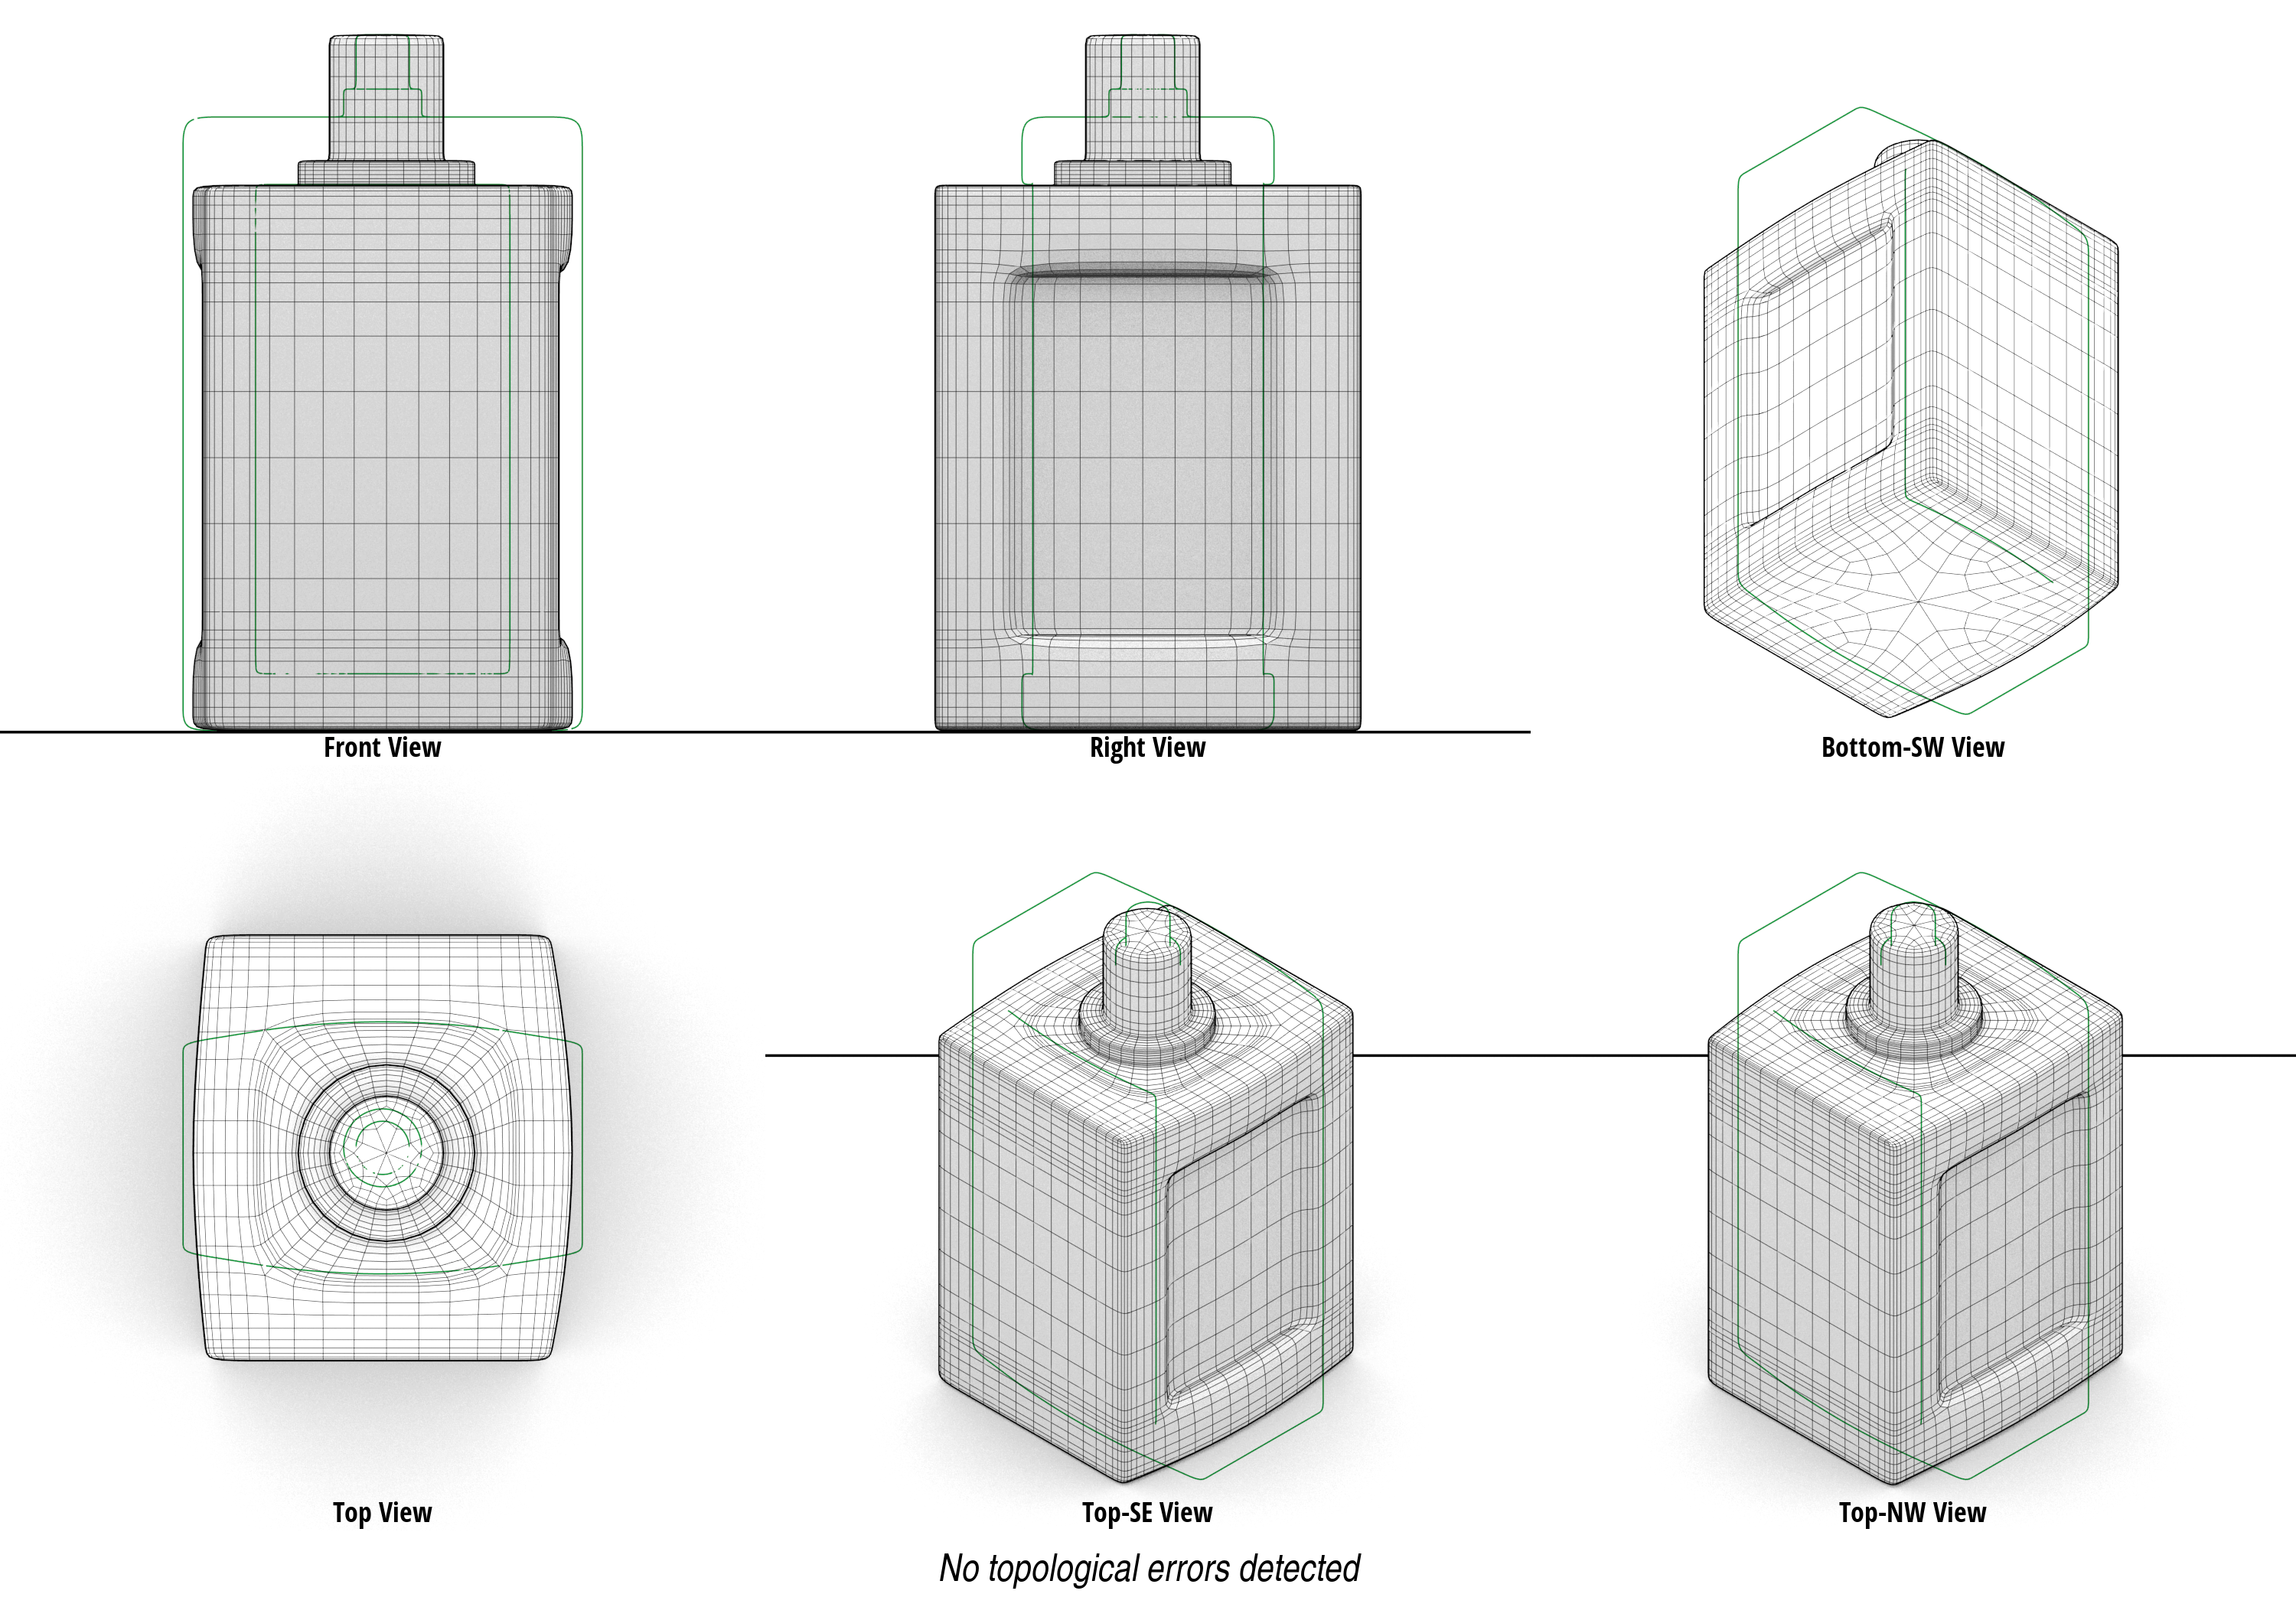 Front View
Right View
Bottom-SW View
Top View
Top-SE View
Top-NW View
No topological errors detected